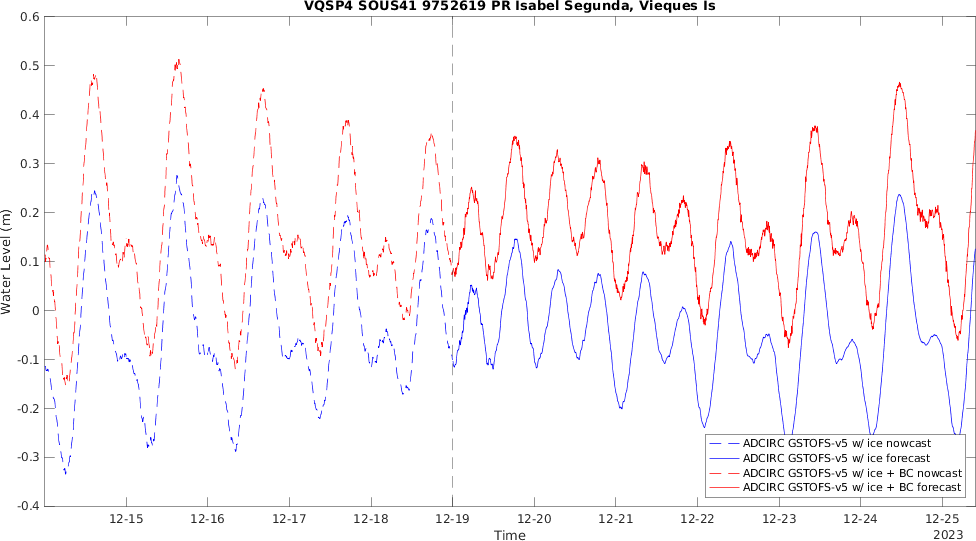 VQSP4 SOUS41 9752619 PR Isabel Segunda, Vieques Is
0.6
0.5
0.4
0.3
0.2
0.1
0
-0.1
-0.2
-0.3
-0.4
Water Level (m)
ADCIRC GSTOFS-v5 w/ ice nowcast
ADCIRC GSTOFS-v5 w/ ice forecast
ADCIRC GSTOFS-v5 w/ ice + BC nowcast
ADCIRC GSTOFS-v5 w/ ice + BC forecast
12-15 12-16 12-17 12-18 12-19 12-20 12-21 12-22 12-23 12-24 12-25
Time 2023